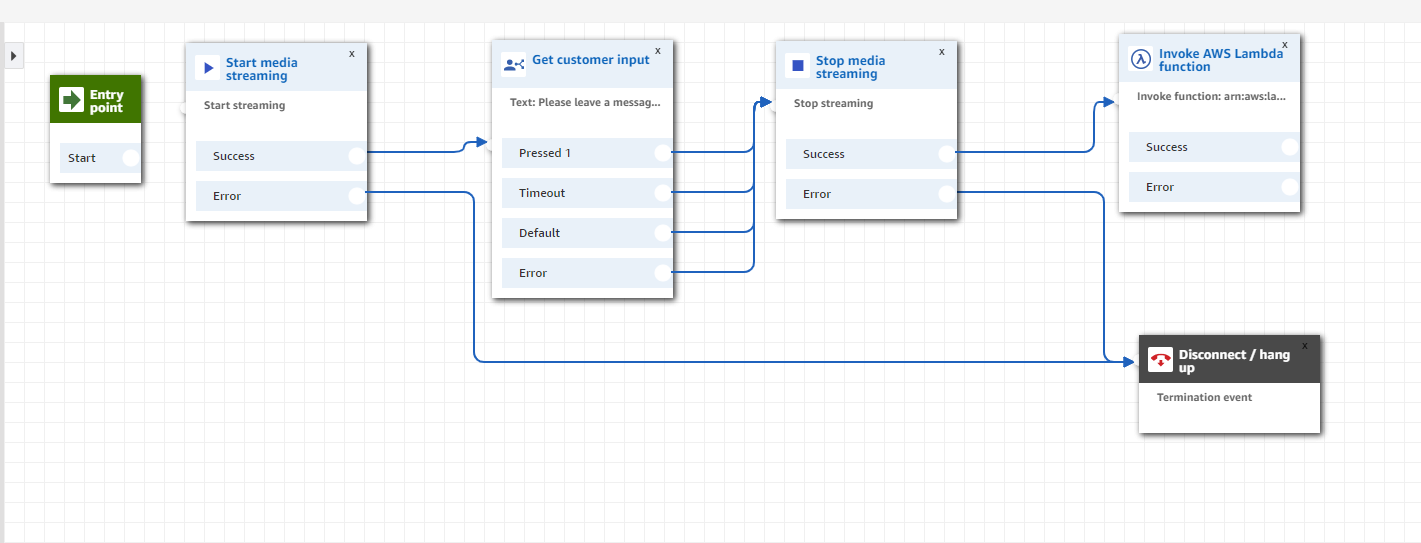 Entry
point
Start
x
Start media
streaming
Start streaming
Success
Error
x
Get customer input
Text: Please leave a messag...
Pressed 1
Timeout
Default
Error
x
Stop media
streaming
Stop streaming
Success
Error
x
Invoke AWS Lambda
function
Invoke function: arn:aws:la...
Success
Error
x
Disconnect / hang
up
Termination event